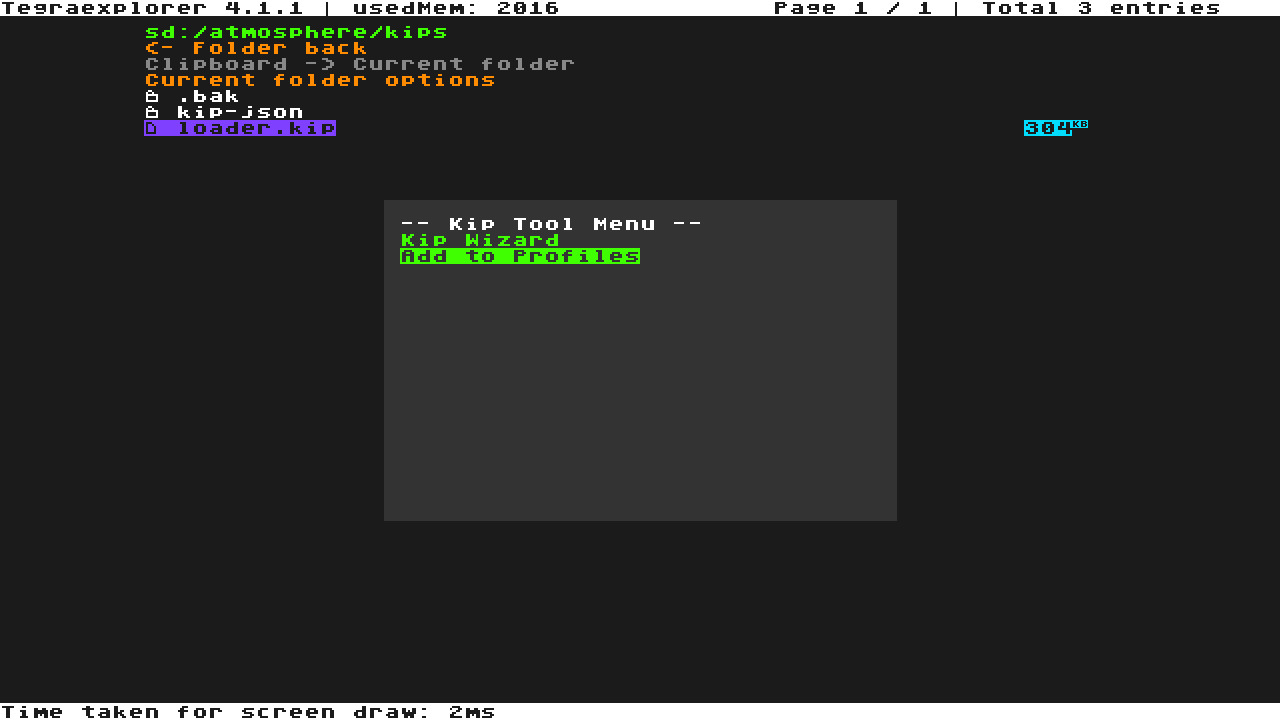 Tegraexplorer 4.1.1 | usedMem: 2016 Page 1 / 1 | Total 3 entries
sd:/atmosphere/kips
<- Folder back
Clipboard -> Current folder
Current folder options
.bak
kip-json
loader.kip 304KB
-- Kip Tool Menu --
Kip Wizard
Add to Profiles
Time taken for screen draw: 2ms